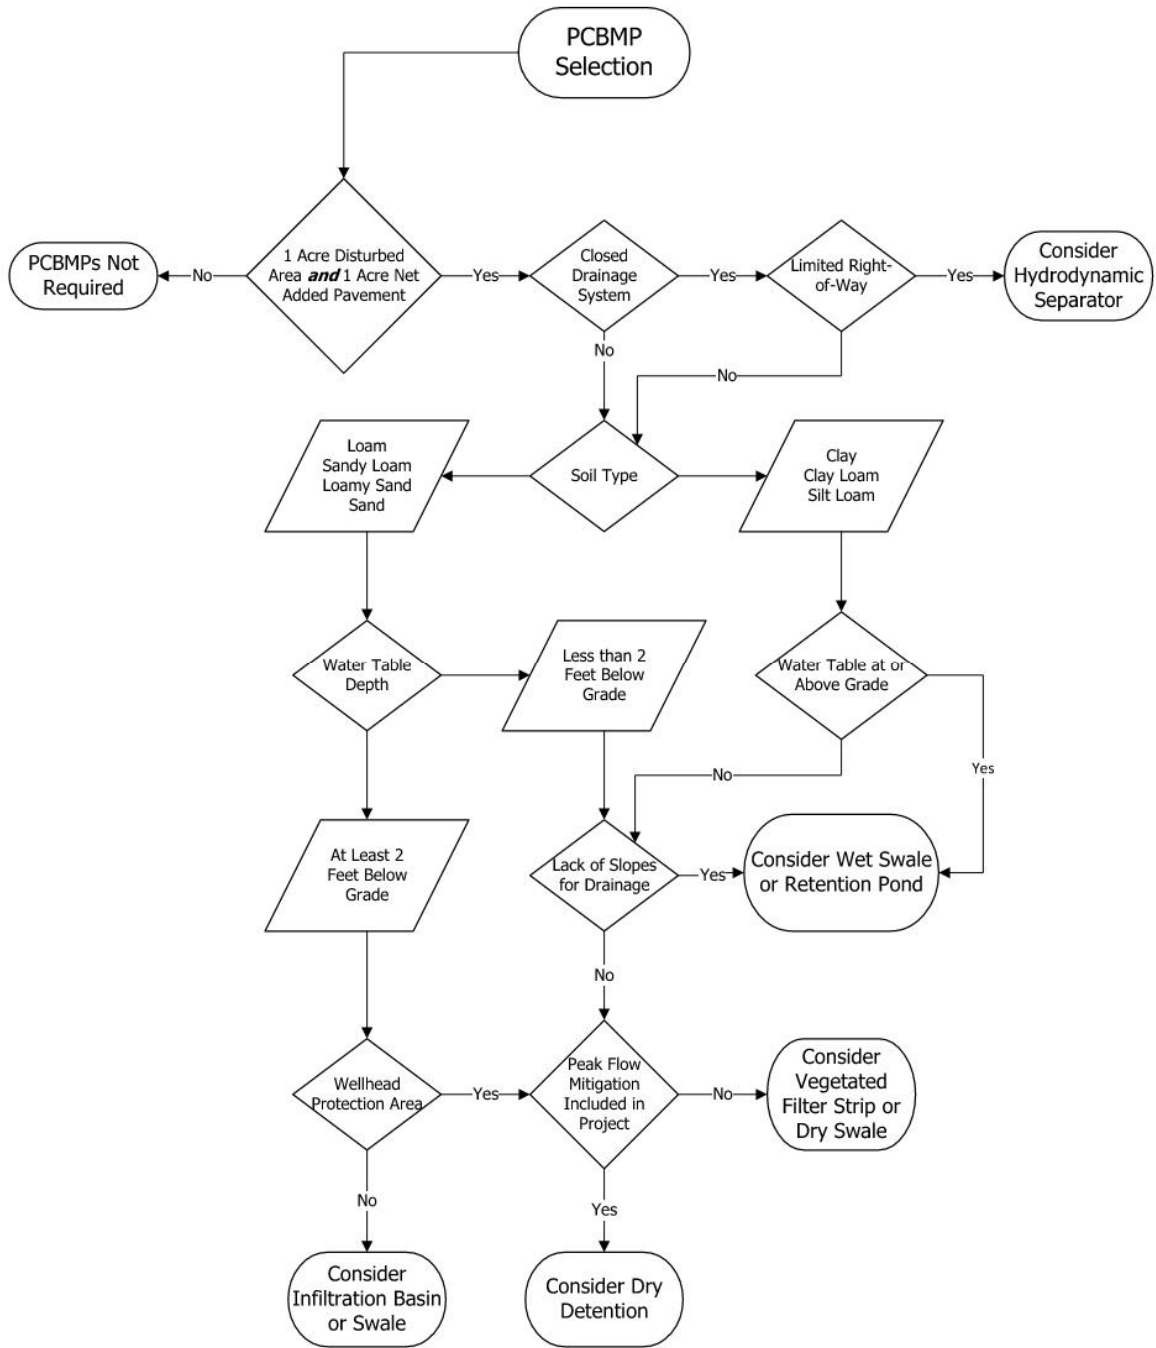 PCBMP
Selection
PCBMPs Not
Required
No
1 Acre Disturbed
Area and 1 Acre Net
Added Pavement
Yes
Closed
Drainage
System
Yes
Limited Right-
of-Way
Yes
Consider
Hydrodynamic
Separator
No
No
Loam
Sandy Loam
Loamy Sand
Sand
Soil Type
Clay
Clay Loam
Silt Loam
Water Table
Depth
Less than 2
Feet Below
Grade
Water Table at or
Above Grade
No
Yes
At Least 2
Feet Below
Grade
Lack of Slopes
for Drainage
Yes
Consider Wet Swale
or Retention Pond
No
Wellhead
Protection Area
Yes
Peak Flow
Mitigation
Included in
Project
No
Consider
Vegetated
Filter Strip or
Dry Swale
No
Yes
Consider
Infiltration Basin
or Swale
Consider Dry
Detention